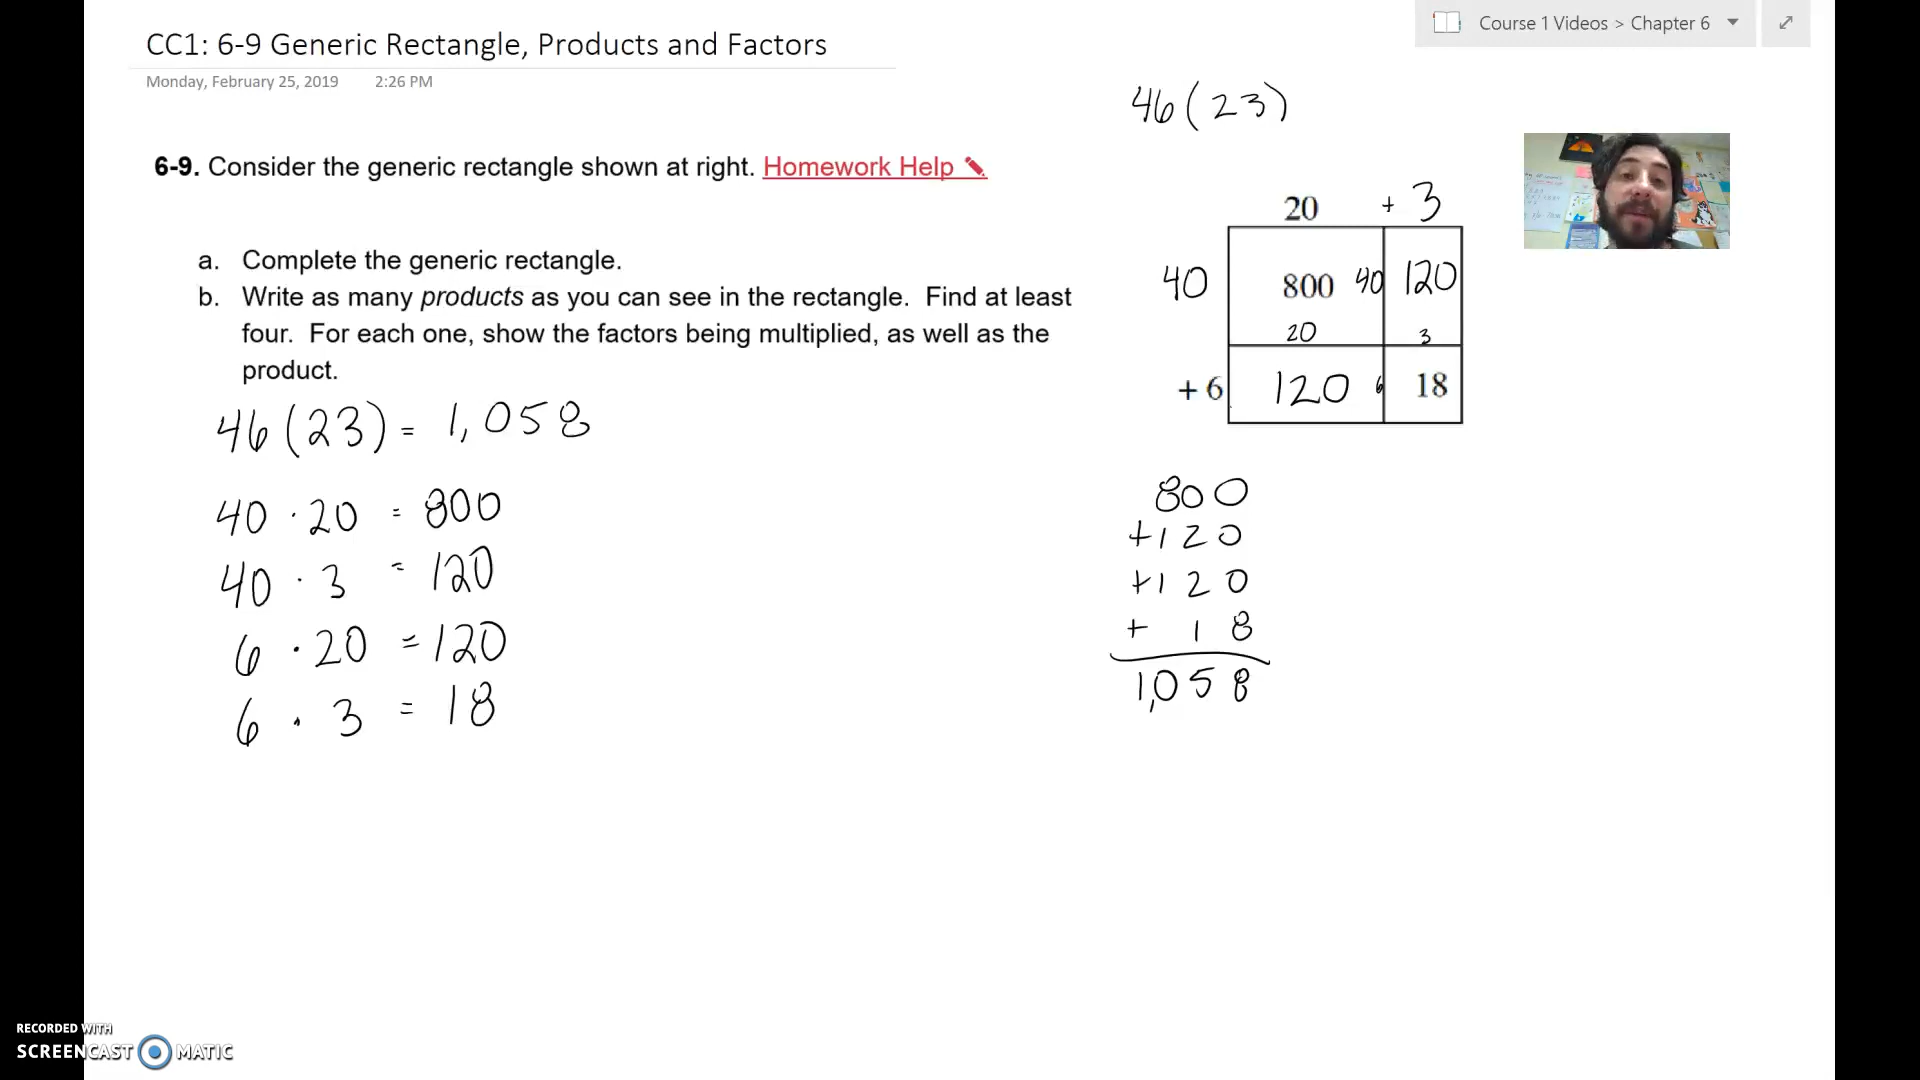 CC1: 6-9 Generic Rectangle, Products and Factors
Monday, February 25, 2019 2:26 PM
Course 1 Videos > Chapter 6
46(23)
6-9. Consider the generic rectangle shown at right. Homework Help
a. Complete the generic rectangle.
b. Write as many products as you can see in the rectangle. Find at least
four. For each one, show the factors being multiplied, as well as the
product.
46(23) = 1,058
40 · 20 = 800
40 · 3 = 120
6 · 20 = 120
6 · 3 = 18
20 + 3
40 800 40 120
20 3
+ 6 120 6 18
800
+120
+120
+ 18
1,058
RECORDED WITH
SCREENCAST MATIC